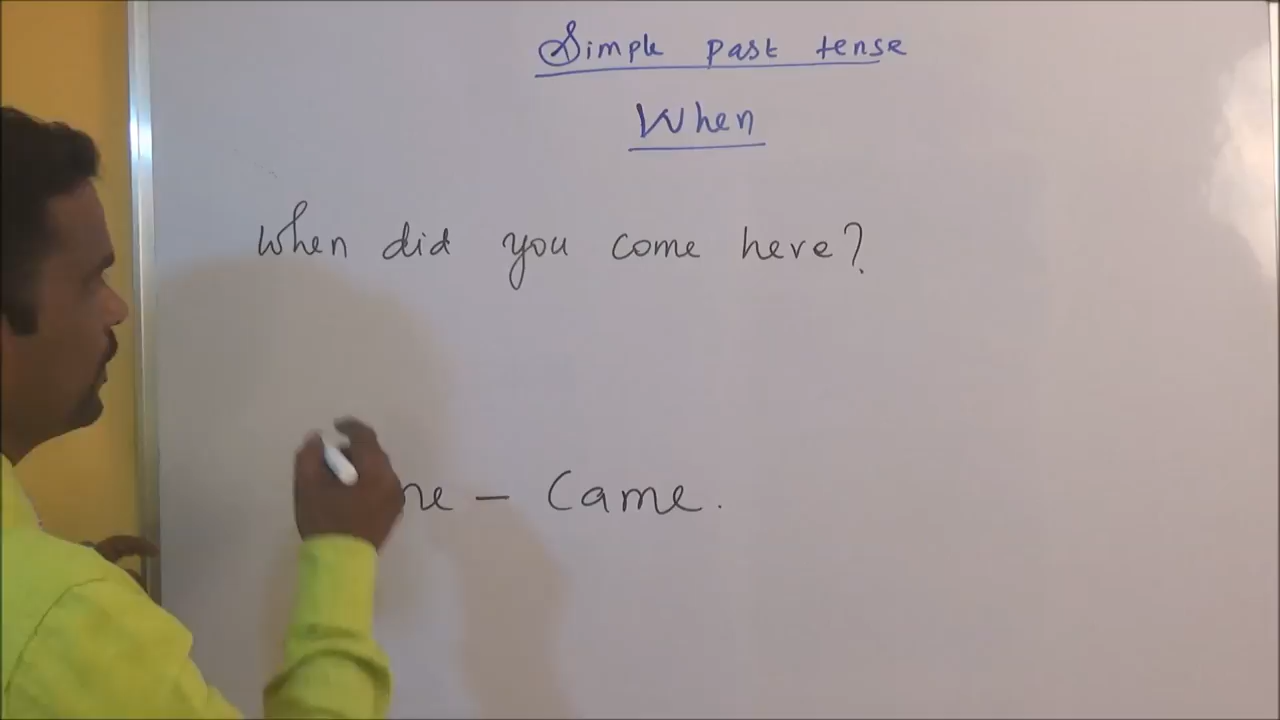 Simple past tense
When
When did you come here?
– Came.